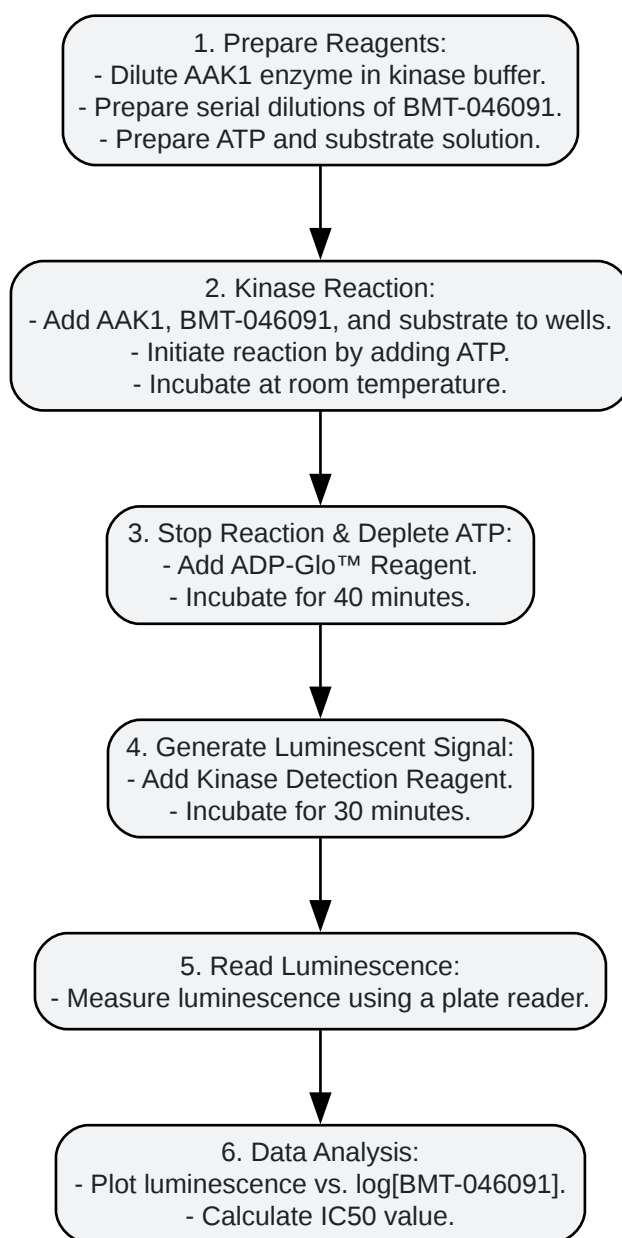 1. Prepare Reagents:
- Dilute AAK1 enzyme in kinase buffer.
- Prepare serial dilutions of BMT-046091.
- Prepare ATP and substrate solution.
2. Kinase Reaction:
- Add AAK1, BMT-046091, and substrate to wells.
- Initiate reaction by adding ATP.
- Incubate at room temperature.
3. Stop Reaction & Deplete ATP:
- Add ADP-Glo™ Reagent.
- Incubate for 40 minutes.
4. Generate Luminescent Signal:
- Add Kinase Detection Reagent.
- Incubate for 30 minutes.
5. Read Luminescence:
- Measure luminescence using a plate reader.
6. Data Analysis:
- Plot luminescence vs. log[BMT-046091].
- Calculate IC50 value.